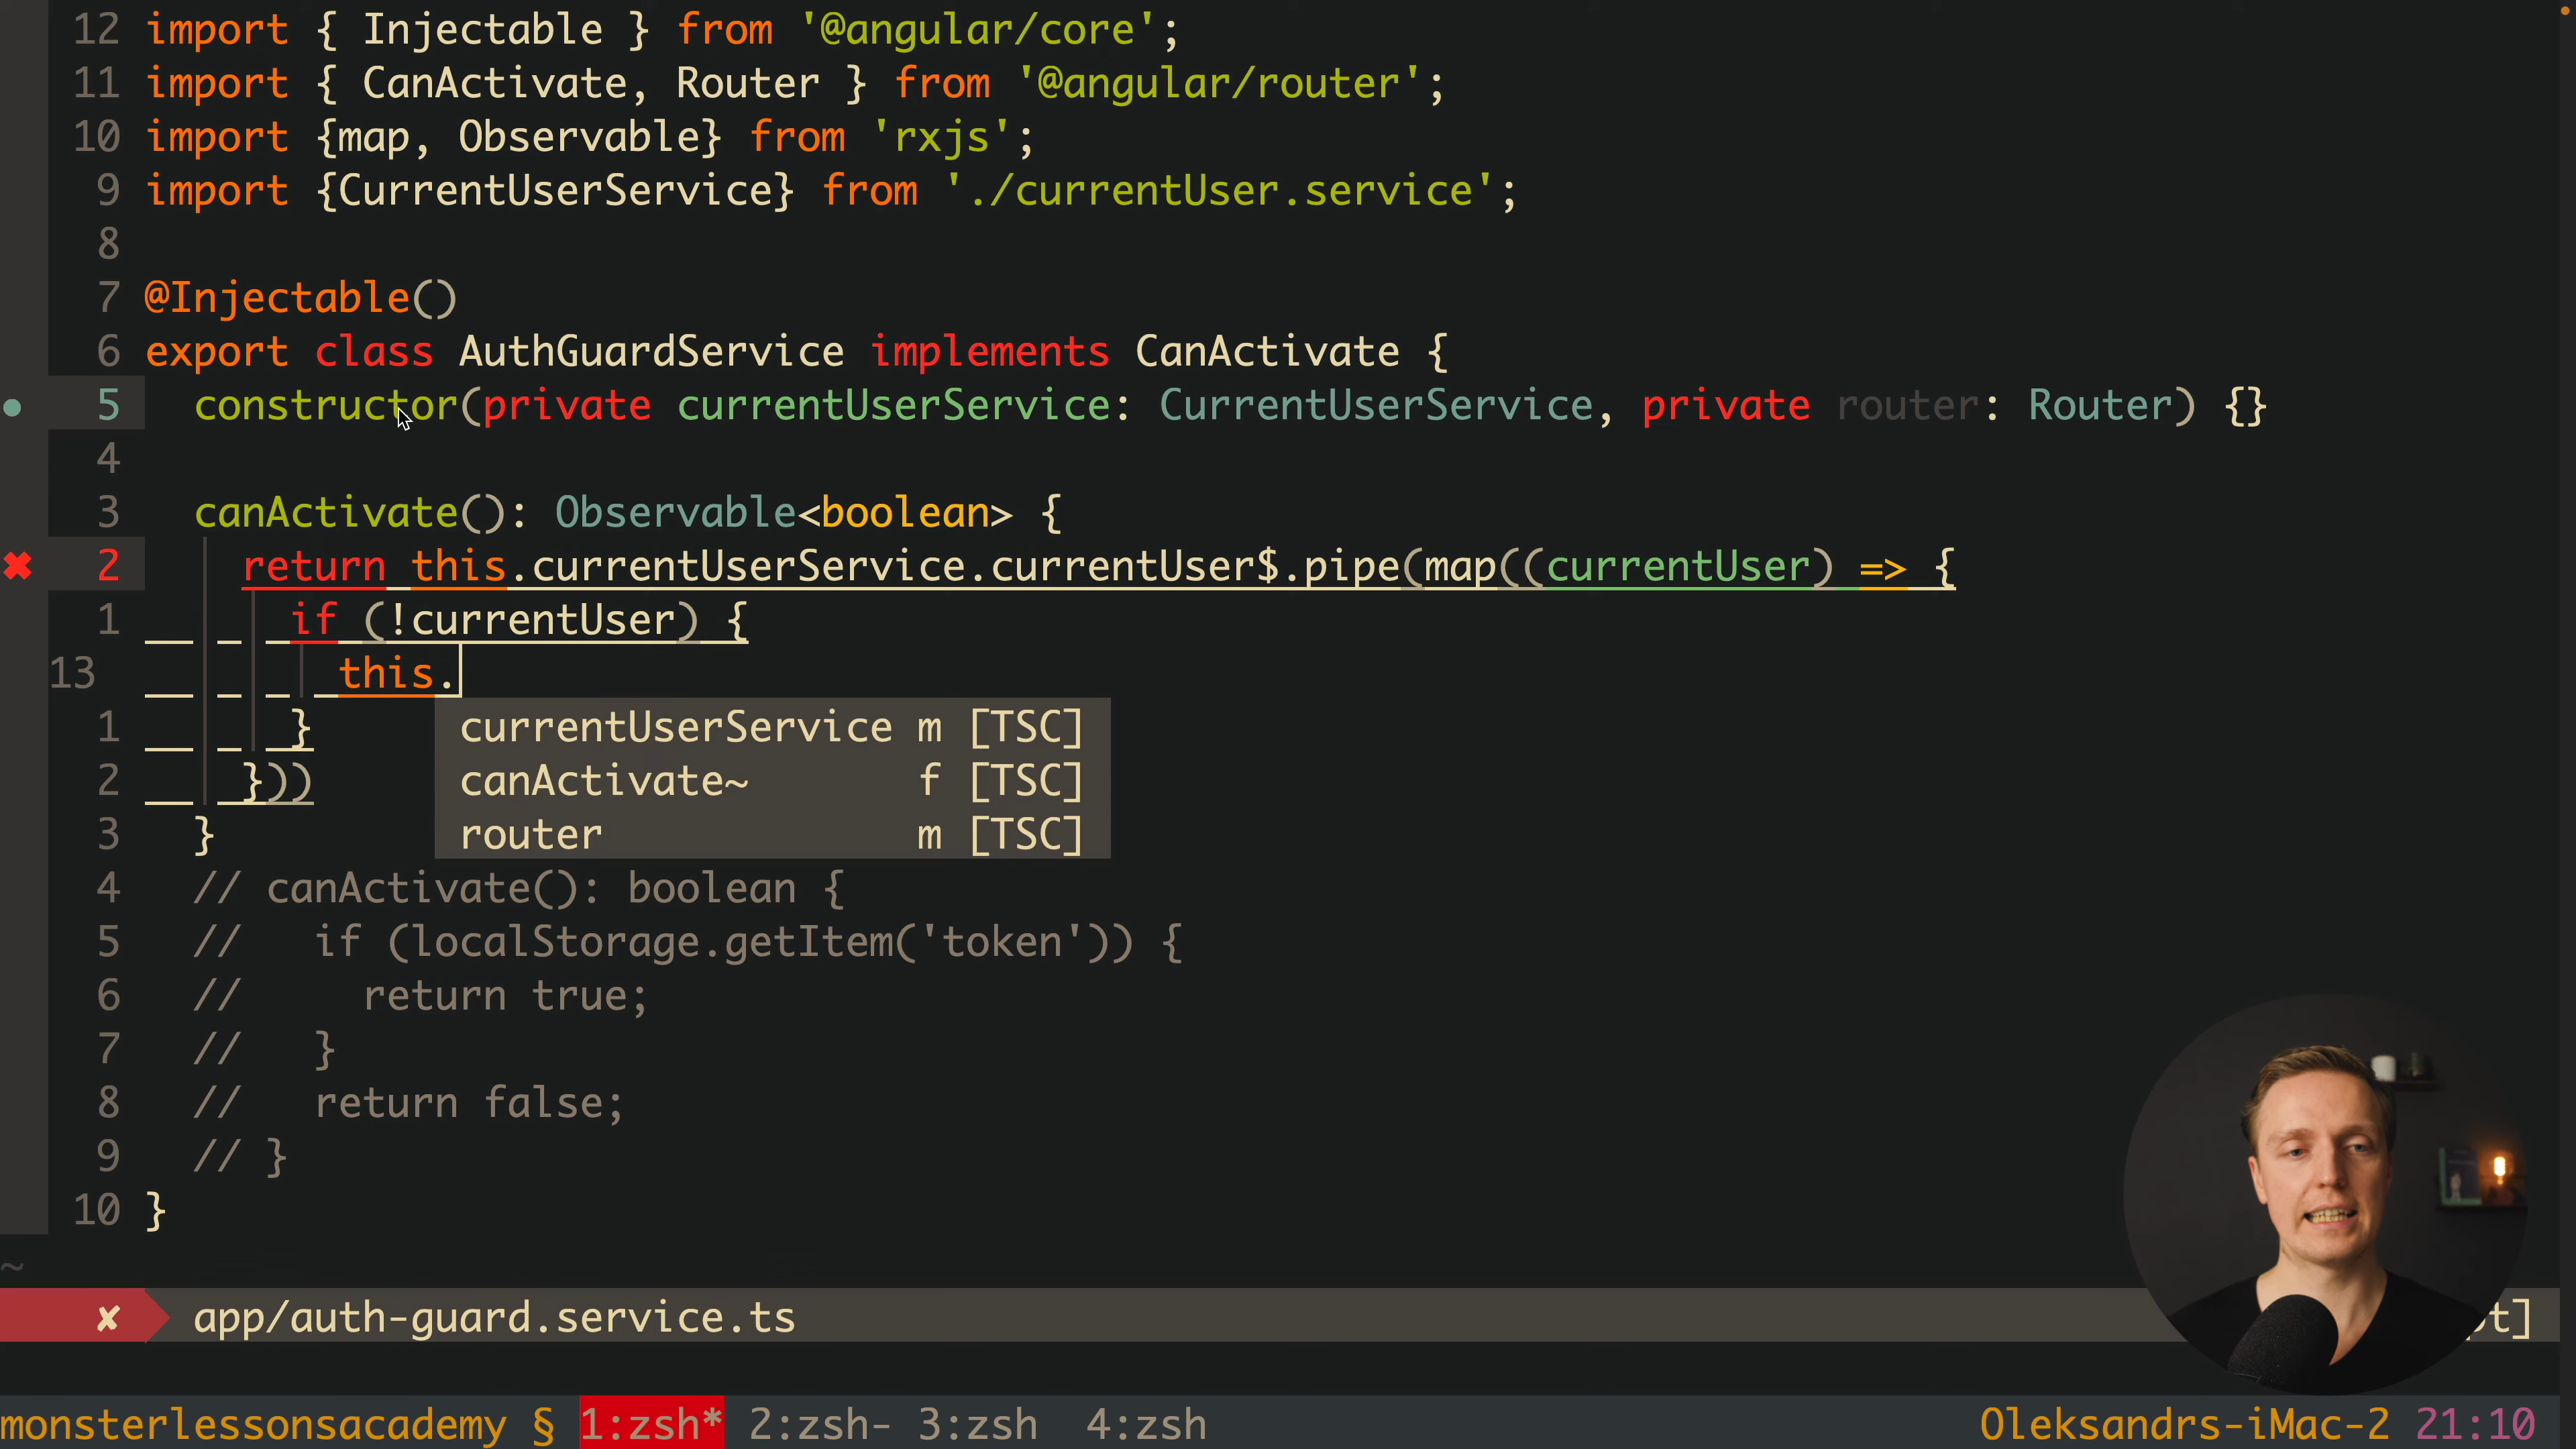 12 import { Injectable } from '@angular/core';
11 import { CanActivate, Router } from '@angular/router';
10 import {map, Observable} from 'rxjs';
9 import {CurrentUserService} from './currentUser.service';
8
7 @Injectable()
6 export class AuthGuardService implements CanActivate {
5 constructor(private currentUserService: CurrentUserService, private router: Router) {}
4
3 canActivate(): Observable<boolean> {
✖ 2 return this.currentUserService.currentUser$.pipe(map((currentUser) => {
1 if (!currentUser) {
13 this.
1 } currentUserService m [TSC]
2 })) canActivate~ f [TSC]
3 } router m [TSC]
4 // canActivate(): boolean {
5 // if (localStorage.getItem('token')) {
6 // return true;
7 // }
8 // return false;
9 // }
10 }
~
✘ app/auth-guard.service.ts
monsterlessonsacademy § 1:zsh* 2:zsh- 3:zsh 4:zsh Oleksandrs-iMac-2 21:10